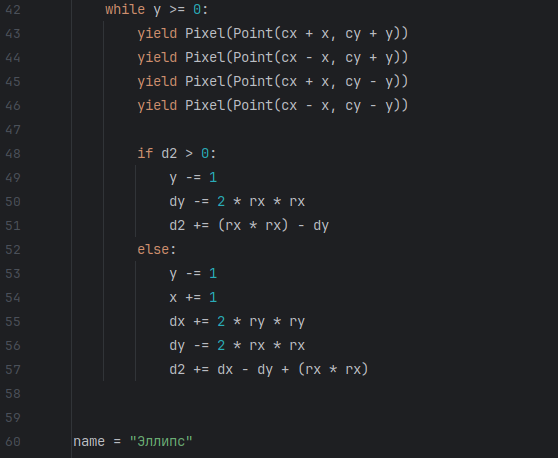 42 while y >= 0:
43 yield Pixel(Point(cx + x, cy + y))
44 yield Pixel(Point(cx - x, cy + y))
45 yield Pixel(Point(cx + x, cy - y))
46 yield Pixel(Point(cx - x, cy - y))
47
48 if d2 > 0:
49 y -= 1
50 dy -= 2 * rx * rx
51 d2 += (rx * rx) - dy
52 else:
53 y -= 1
54 x += 1
55 dx += 2 * ry * ry
56 dy -= 2 * rx * rx
57 d2 += dx - dy + (rx * rx)
58
59
60 name = "Эллипс"